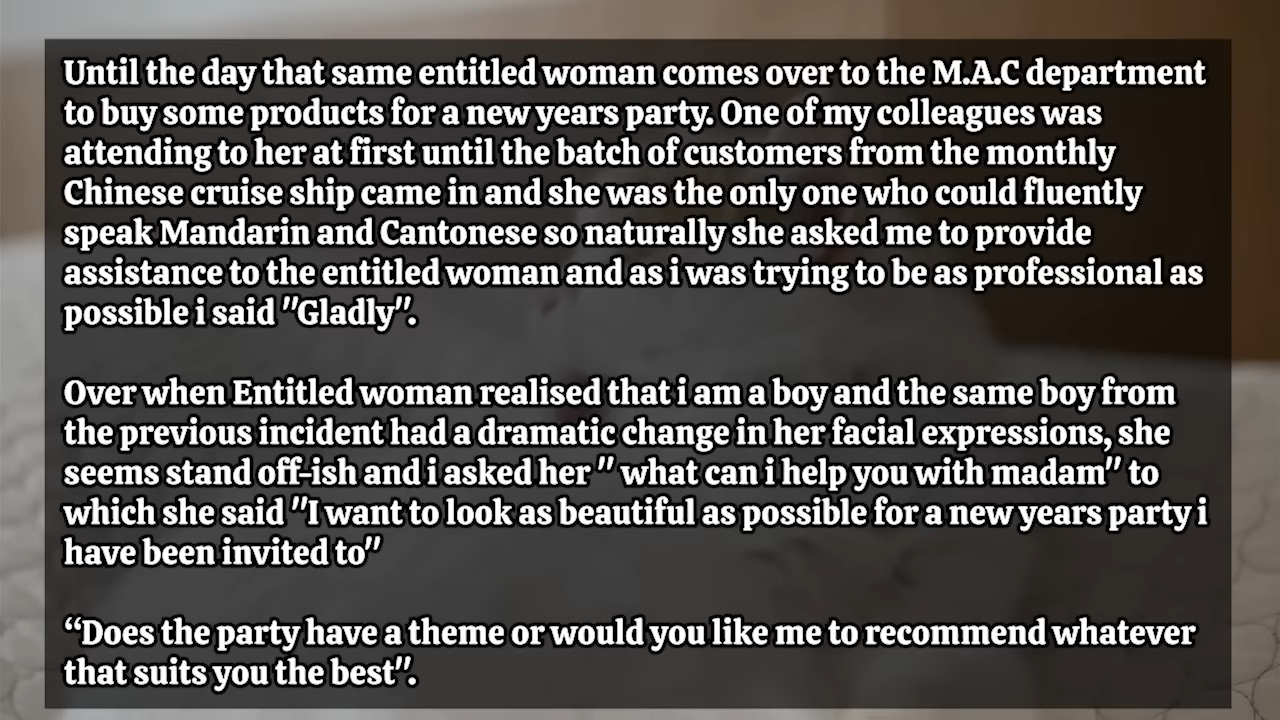 Until the day that same entitled woman comes over to the M.A.C department
to buy some products for a new years party. One of my colleagues was
attending to her at first until the batch of customers from the monthly
Chinese cruise ship came in and she was the only one who could fluently
speak Mandarin and Cantonese so naturally she asked me to provide
assistance to the entitled woman and as i was trying to be as professional as
possible i said "Gladly".
Over when Entitled woman realised that i am a boy and the same boy from
the previous incident had a dramatic change in her facial expressions, she
seems stand off-ish and i asked her " what can i help you with madam" to
which she said "I want to look as beautiful as possible for a new years party i
have been invited to"
“Does the party have a theme or would you like me to recommend whatever
that suits you the best".